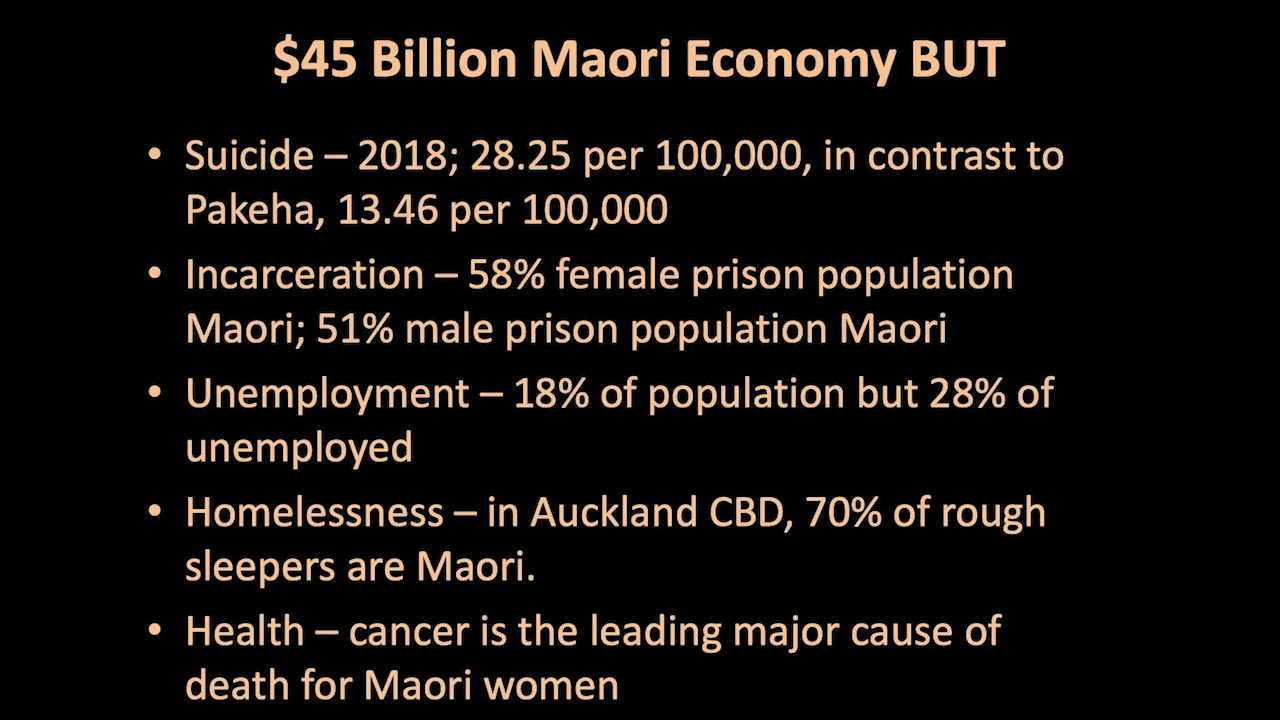 $45 Billion Maori Economy BUT
• Suicide – 2018; 28.25 per 100,000, in contrast to
Pakeha, 13.46 per 100,000
• Incarceration – 58% female prison population
Maori; 51% male prison population Maori
• Unemployment – 18% of population but 28% of
unemployed
• Homelessness – in Auckland CBD, 70% of rough
sleepers are Maori.
• Health – cancer is the leading major cause of
death for Maori women